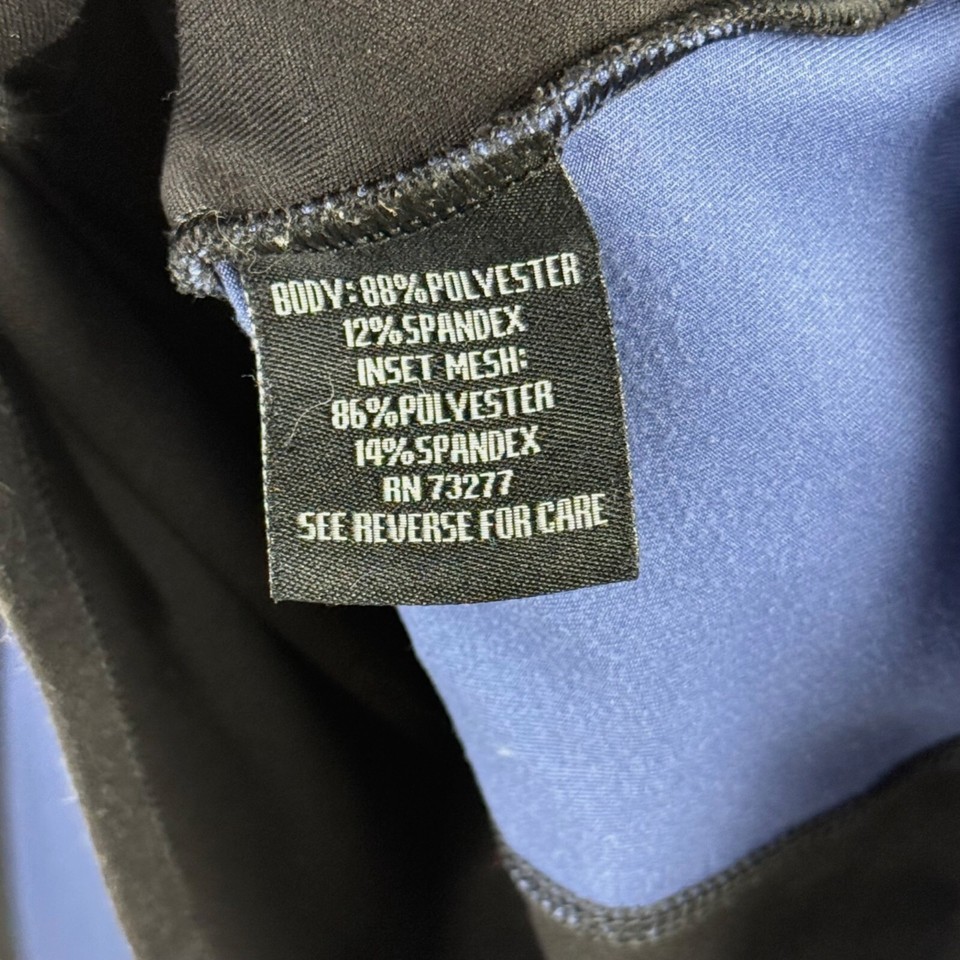 BODY: 88%POLYESTER
12%SPANDEX
INSET MESH:
86%POLYESTER
14%SPANDEX
RN 73277
SEE REVERSE FOR CARE